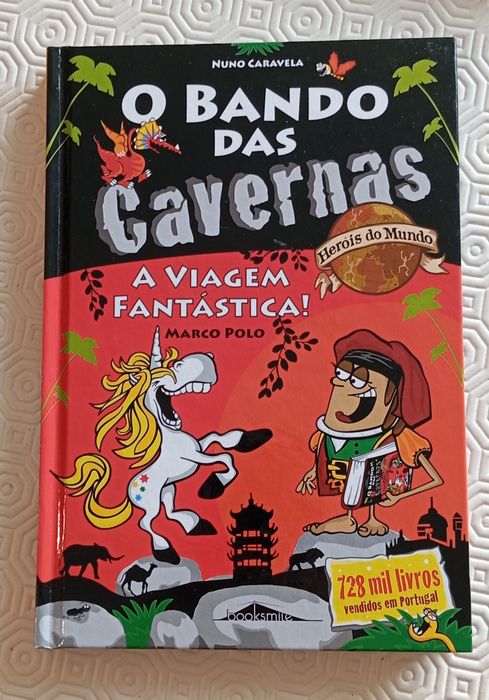 NUNO CARAVELA
O BANDO
DAS
Cavernas
Heróis do Mundo
A VIAGEM
FANTÁSTICA!
MARCO POLO
728 mil livros
vendidos em Portugal
booksmile